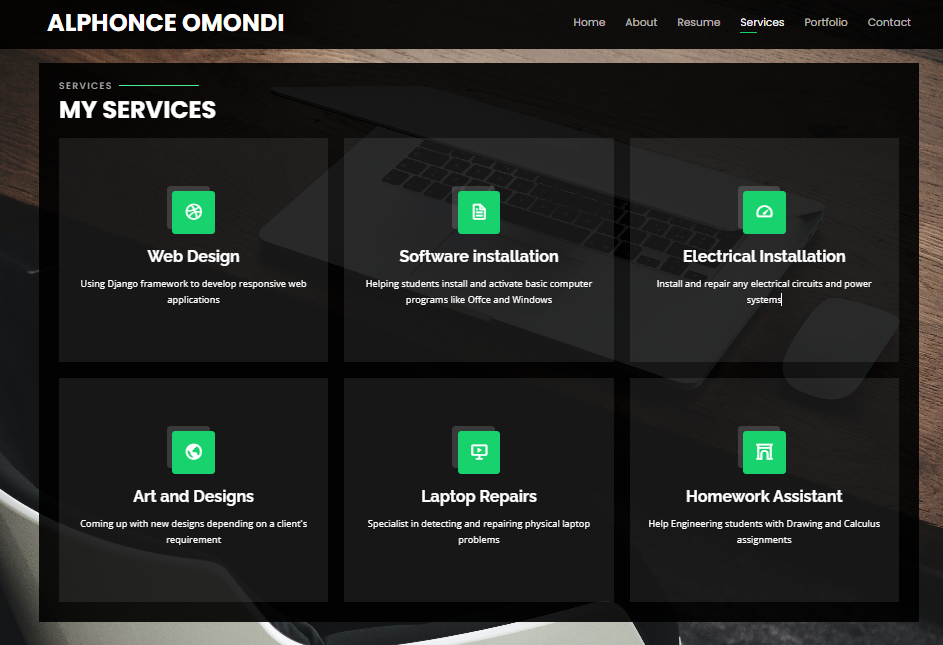 ALPHONCE OMONDI
Home About Resume Services Portfolio Contact
SERVICES
MY SERVICES
Web Design
Using Django framework to develop responsive web
applications
Software installation
Helping students install and activate basic computer
programs like Offce and Windows
Electrical Installation
Install and repair any electrical circuits and power
systems
Art and Designs
Coming up with new designs depending on a client's
requirement
Laptop Repairs
Specialist in detecting and repairing physical laptop
problems
Homework Assistant
Help Engineering students with Drawing and Calculus
assignments